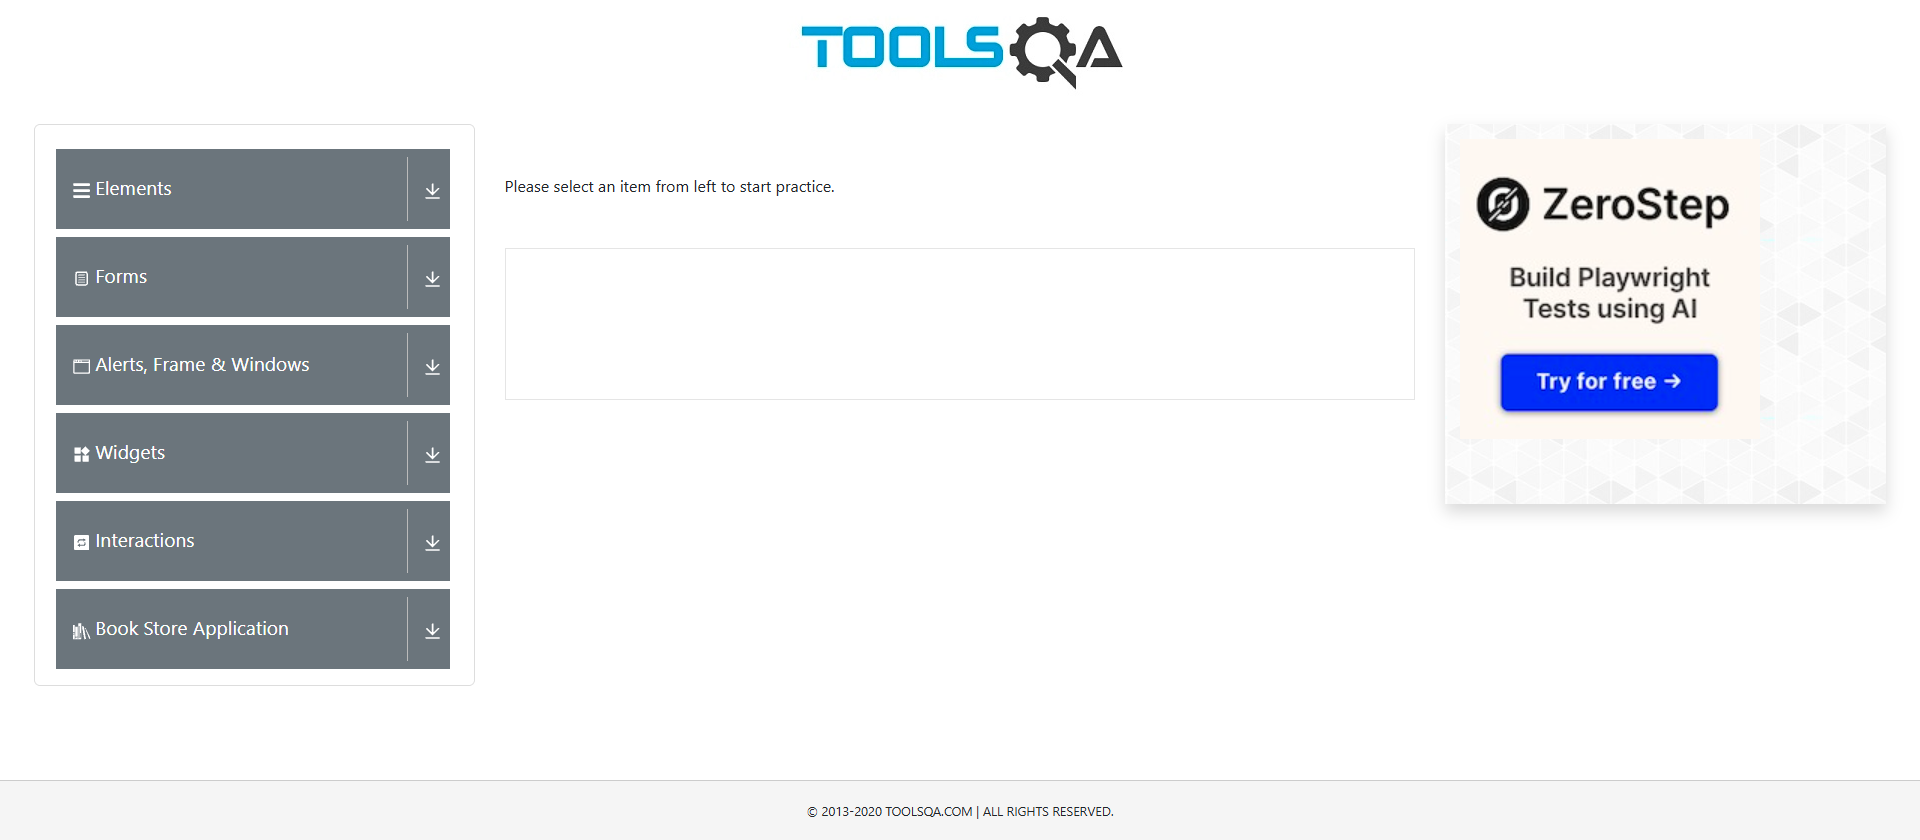 TOOLSQA
Elements
Forms
Alerts, Frame & Windows
Widgets
Interactions
Book Store Application
Please select an item from left to start practice.
ZeroStep
Build Playwright
Tests using AI
Try for free →
© 2013-2020 TOOLSQA.COM | ALL RIGHTS RESERVED.